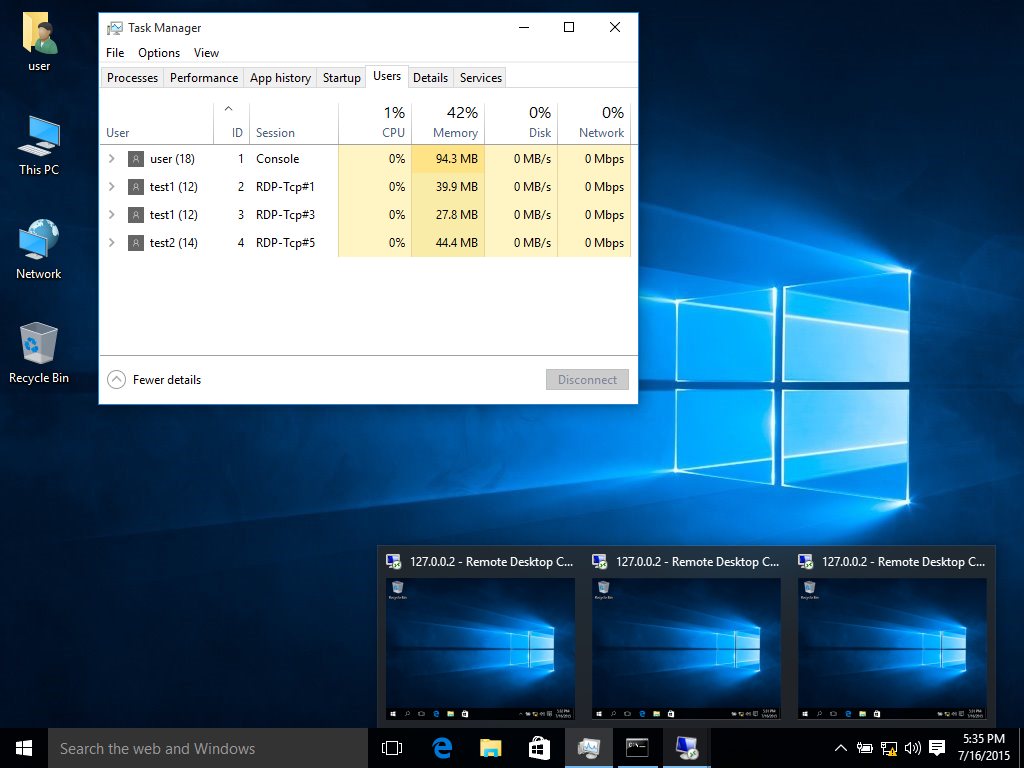 user
This PC
Network
Recycle Bin
Task Manager
File Options View
Processes Performance App history Startup Users Details Services
1% 42% 0% 0%
User ID Session CPU Memory Disk Network
user (18) 1 Console 0% 94.3 MB 0 MB/s 0 Mbps
test1 (12) 2 RDP-Tcp#1 0% 39.9 MB 0 MB/s 0 Mbps
test1 (12) 3 RDP-Tcp#3 0% 27.8 MB 0 MB/s 0 Mbps
test2 (14) 4 RDP-Tcp#5 0% 44.4 MB 0 MB/s 0 Mbps
Fewer details Disconnect
127.0.0.2 - Remote Desktop C... 127.0.0.2 - Remote Desktop C... 127.0.0.2 - Remote Desktop C...
Recycle Bin Recycle Bin Recycle Bin
Search the web and Windows
5:35 PM
7/16/2015